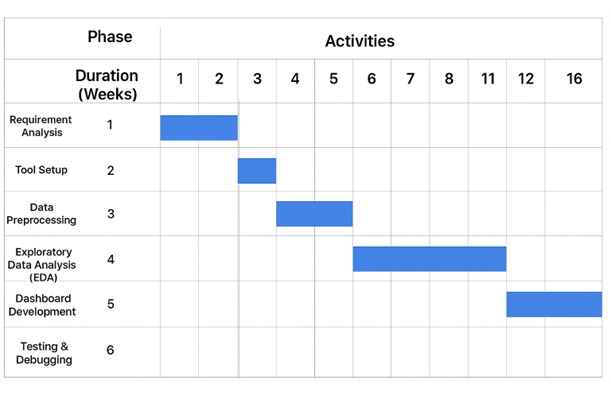 Phase
Activities
Duration
(Weeks)
1 2 3 4 5 6 7 8 11 12 16
Requirement
Analysis
1
Tool Setup
2
Data
Preprocessing
3
Exploratory
Data Analysis
(EDA)
4
Dashboard
Development
5
Testing &
Debugging
6